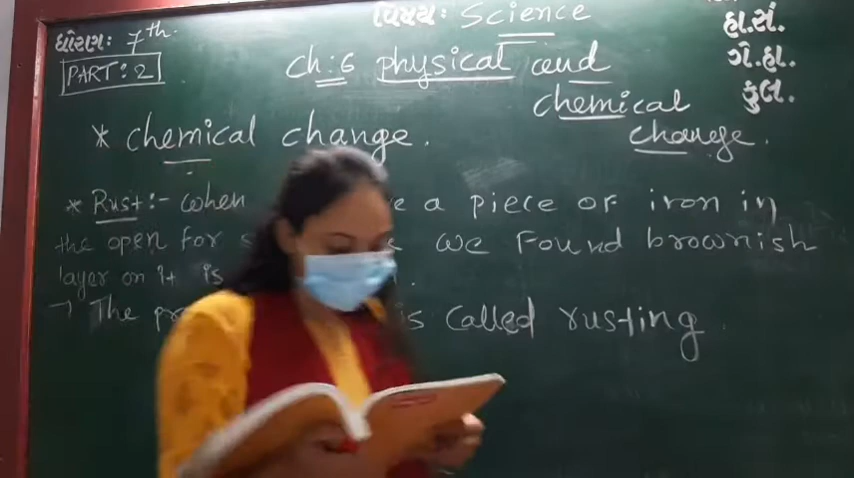 ધોરણ: 7th.
વિષય: Science
હા.સં.
PART: 2
ch: 6 physical and
ગે.હા.
chemical
કુલ.
* chemical change.
change.
* Rust:- when e a piece of iron in
the open for we Found brownish
layer on it is
→ The is called rusting.